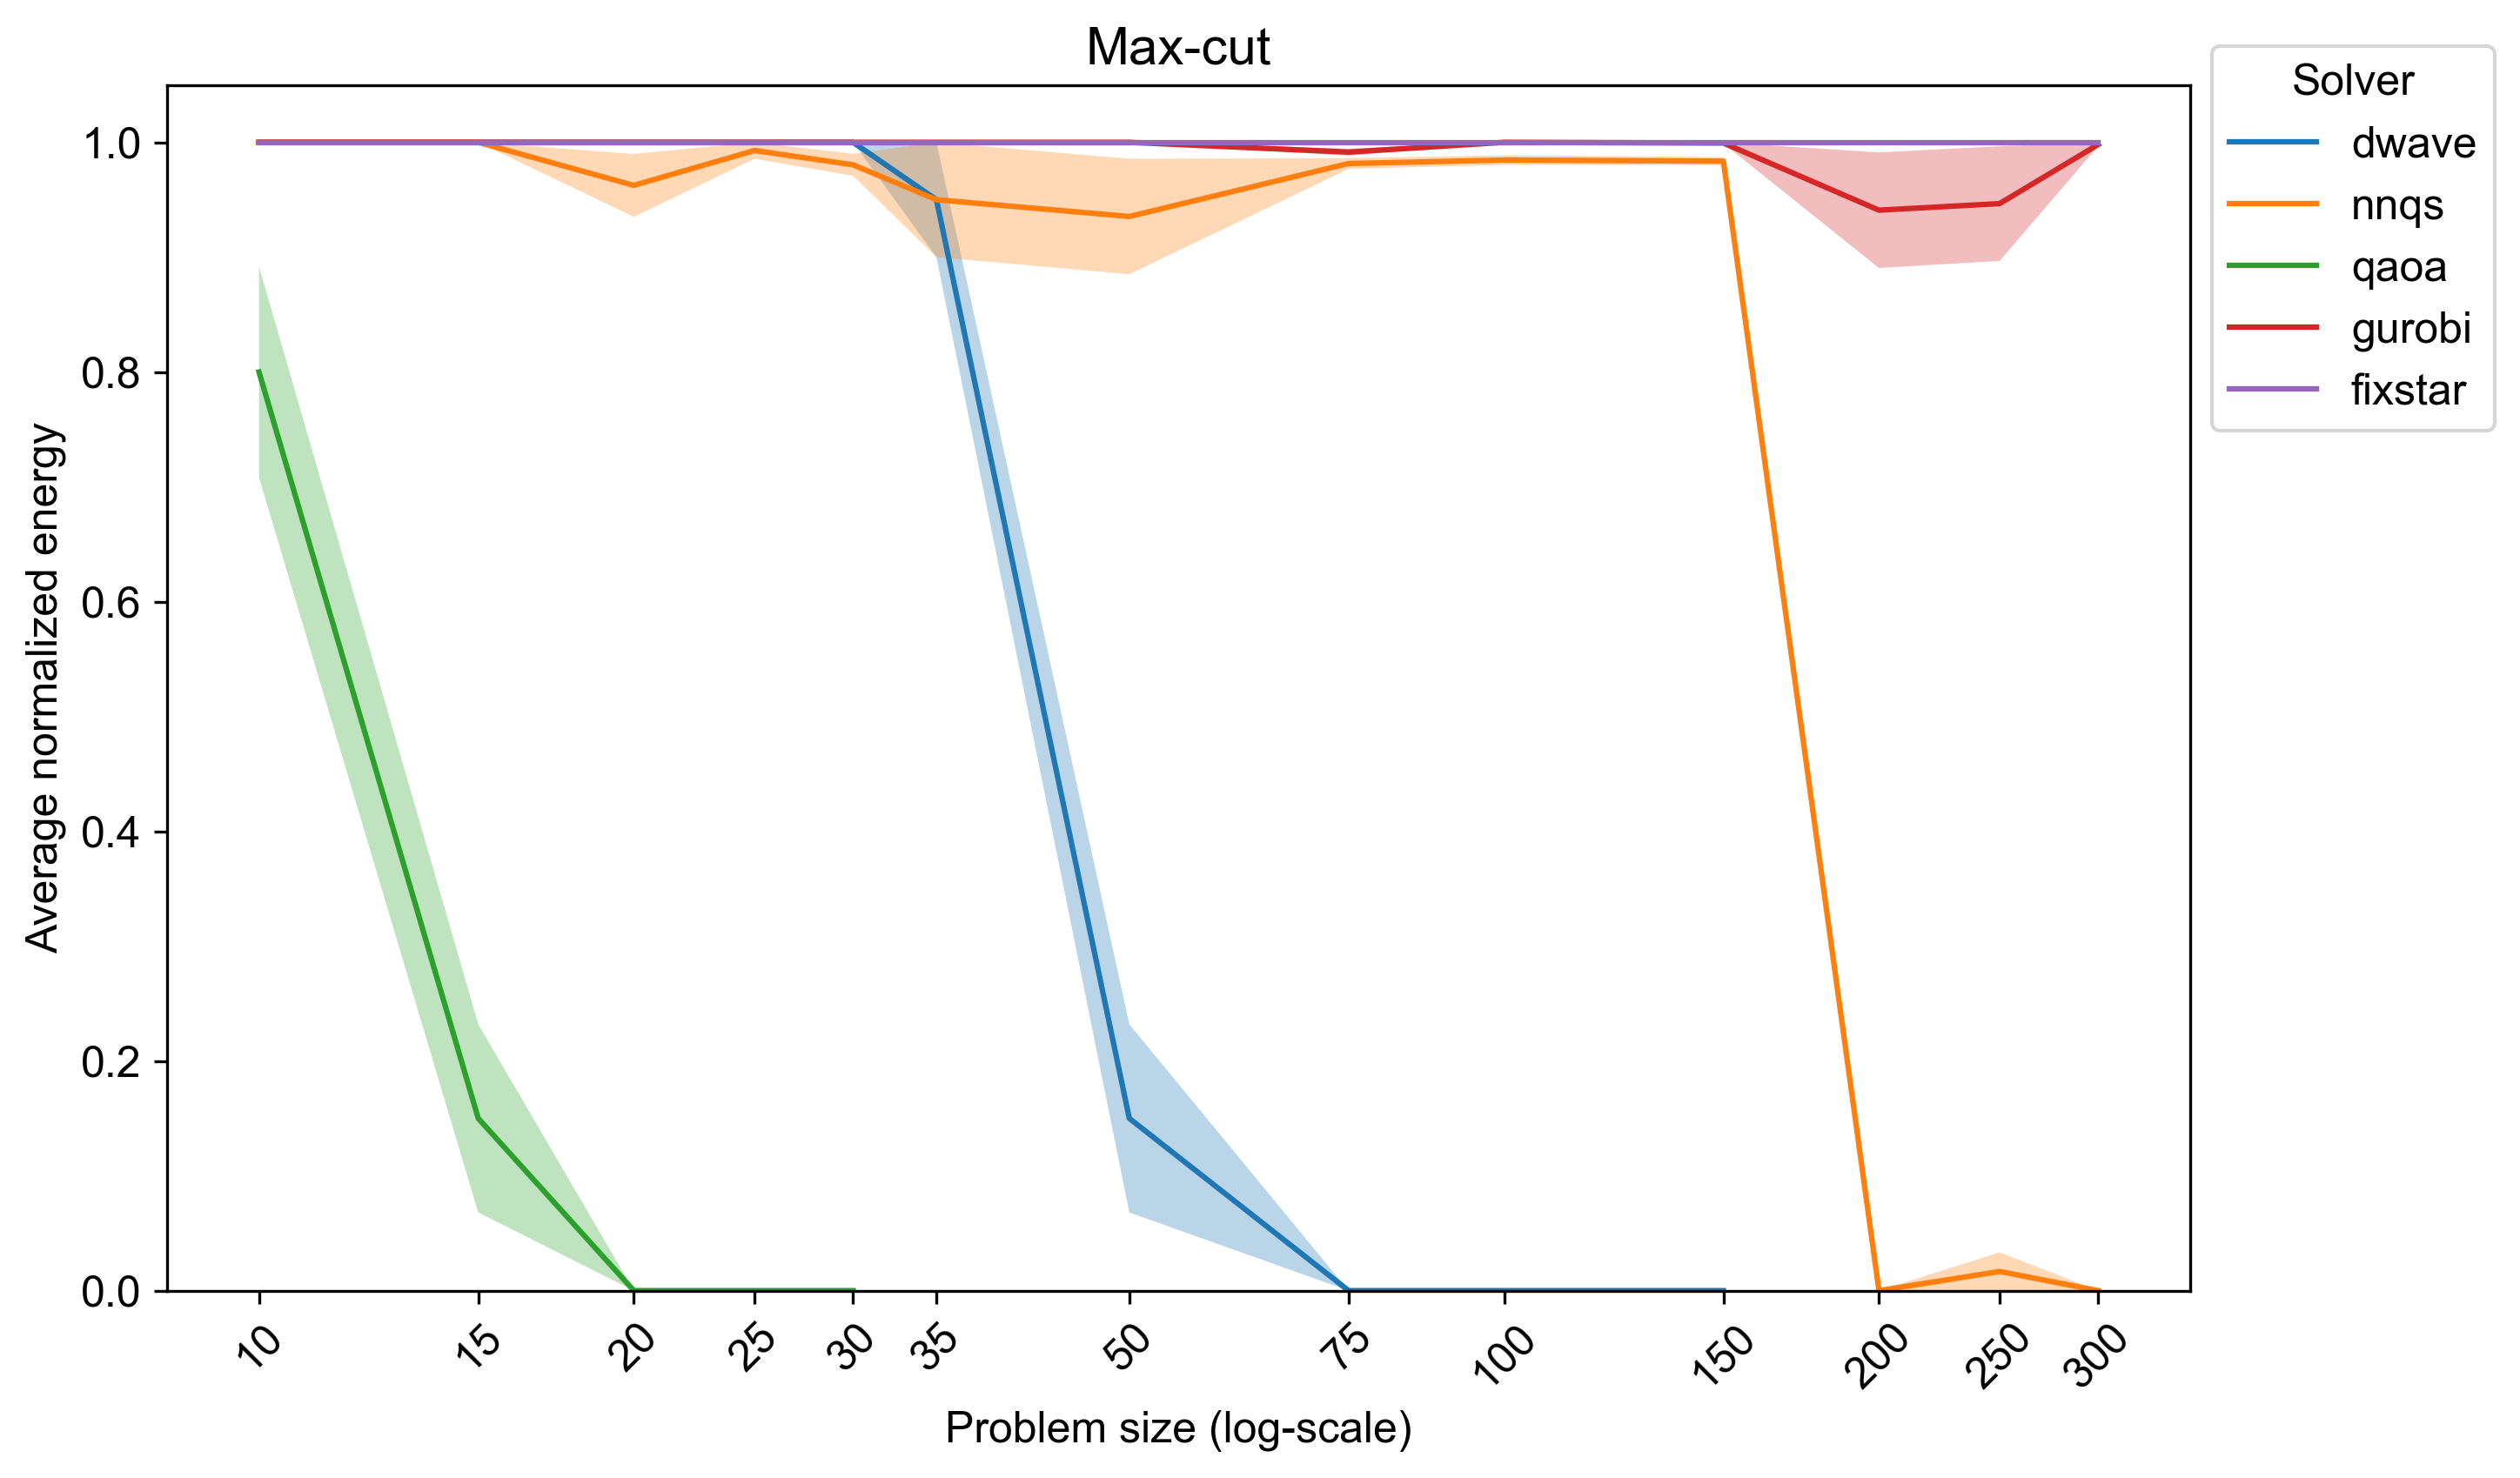 Max-cut
Solver
dwave
nnqs
qaoa
gurobi
fixstar
Average normalized energy
1.0
0.8
0.6
0.4
0.2
0.0
10 15 20 25 30 35 50 75 100 150 200 250 300
Problem size (log-scale)